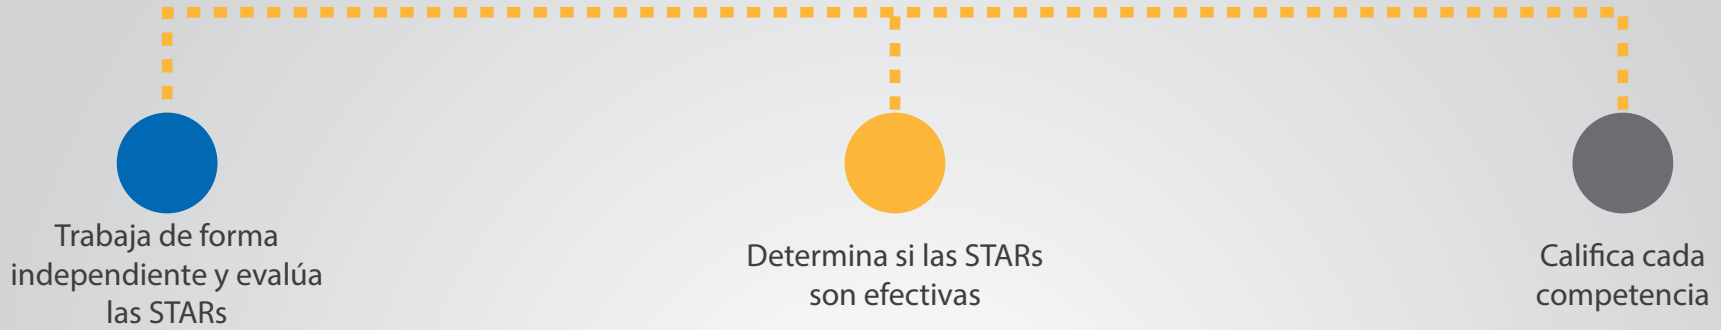 Trabaja de forma
independiente y evalúa
las STARs
Determina si las STARs
son efectivas
Califica cada
competencia